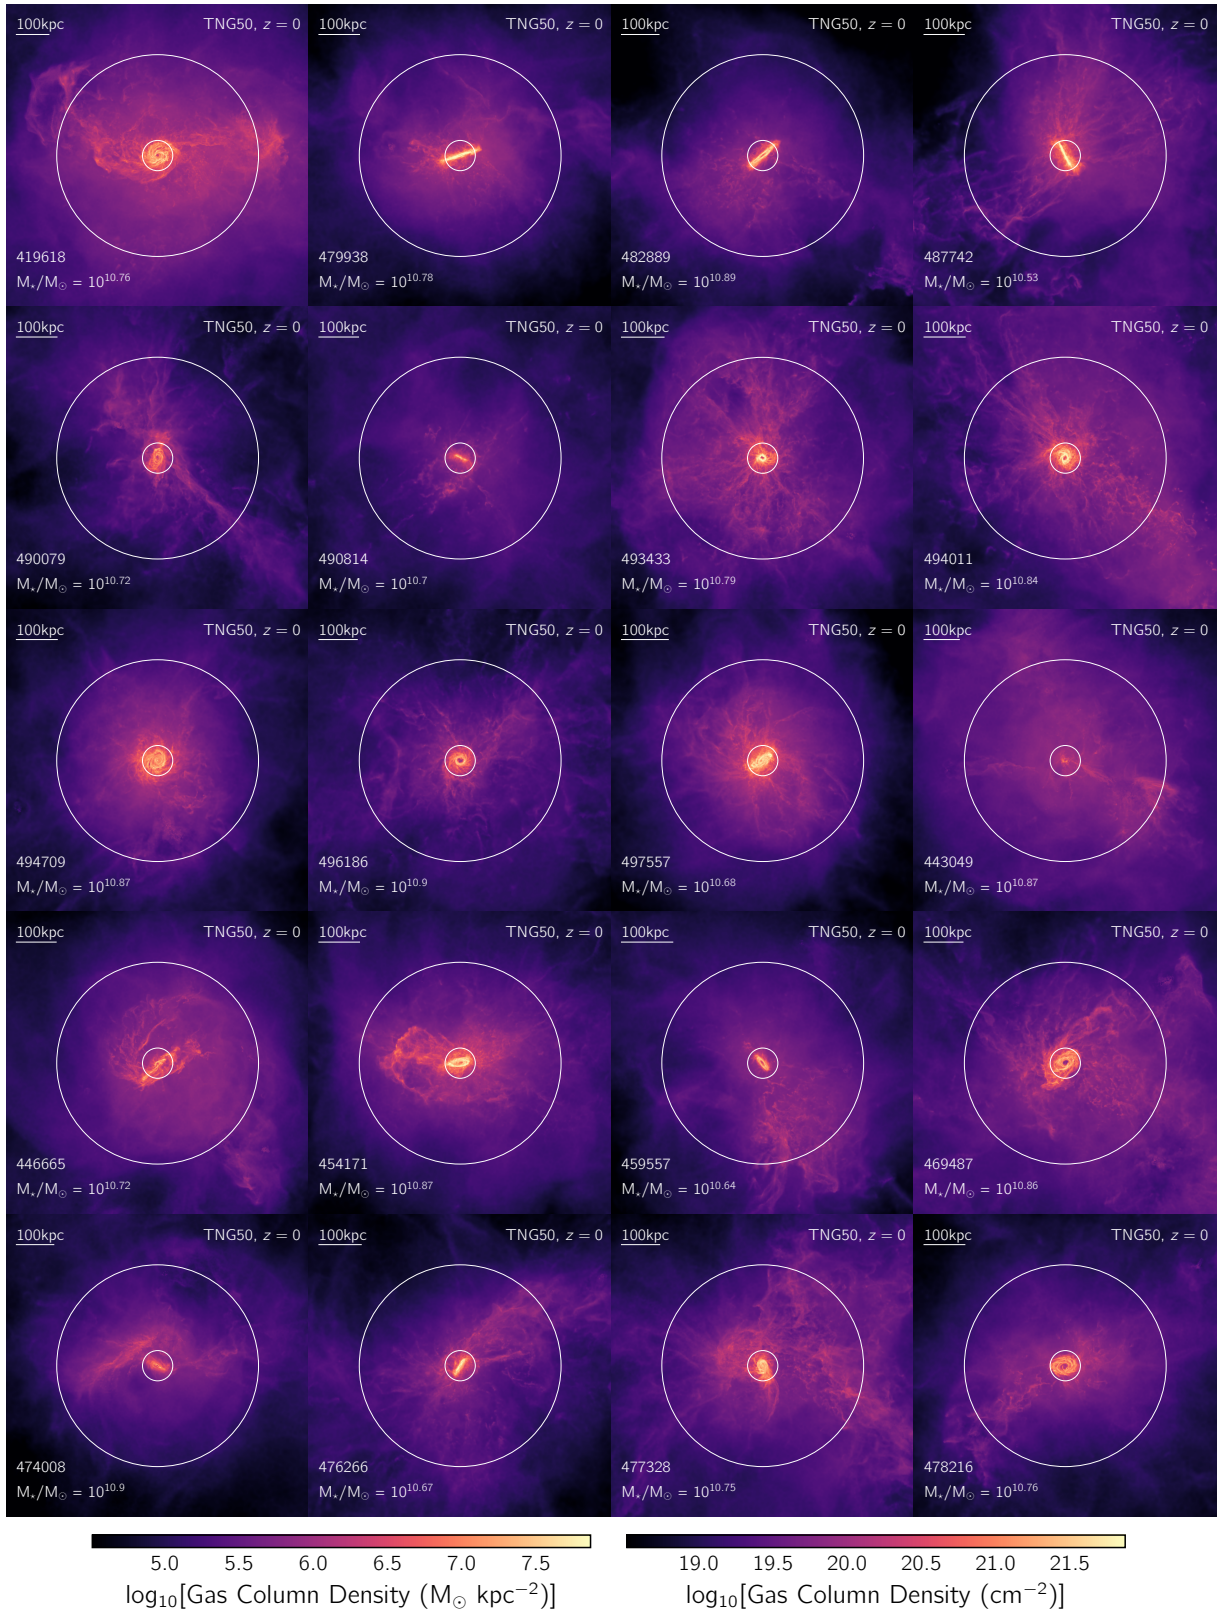 100kpc TNG50, z = 0 100kpc TNG50, z = 0 100kpc TNG50, z = 0 100kpc TNG50, z = 0
419618 479938 482889 487742
M⋆/M⊙ = 10^10.76 M⋆/M⊙ = 10^10.78 M⋆/M⊙ = 10^10.89 M⋆/M⊙ = 10^10.53
100kpc TNG50, z = 0 100kpc TNG50, z = 0 100kpc TNG50, z = 0 100kpc TNG50, z = 0
490079 490814 493433 494011
M⋆/M⊙ = 10^10.72 M⋆/M⊙ = 10^10.7 M⋆/M⊙ = 10^10.79 M⋆/M⊙ = 10^10.84
100kpc TNG50, z = 0 100kpc TNG50, z = 0 100kpc TNG50, z = 0 100kpc TNG50, z = 0
494709 496186 497557 443049
M⋆/M⊙ = 10^10.87 M⋆/M⊙ = 10^10.9 M⋆/M⊙ = 10^10.68 M⋆/M⊙ = 10^10.87
100kpc TNG50, z = 0 100kpc TNG50, z = 0 100kpc TNG50, z = 0 100kpc TNG50, z = 0
446665 454171 459557 469487
M⋆/M⊙ = 10^10.72 M⋆/M⊙ = 10^10.87 M⋆/M⊙ = 10^10.64 M⋆/M⊙ = 10^10.86
100kpc TNG50, z = 0 100kpc TNG50, z = 0 100kpc TNG50, z = 0 100kpc TNG50, z = 0
474008 476266 477328 478216
M⋆/M⊙ = 10^10.9 M⋆/M⊙ = 10^10.67 M⋆/M⊙ = 10^10.75 M⋆/M⊙ = 10^10.76
5.0 5.5 6.0 6.5 7.0 7.5 19.0 19.5 20.0 20.5 21.0 21.5
log₁₀[Gas Column Density (M⊙ kpc⁻²)] log₁₀[Gas Column Density (cm⁻²)]